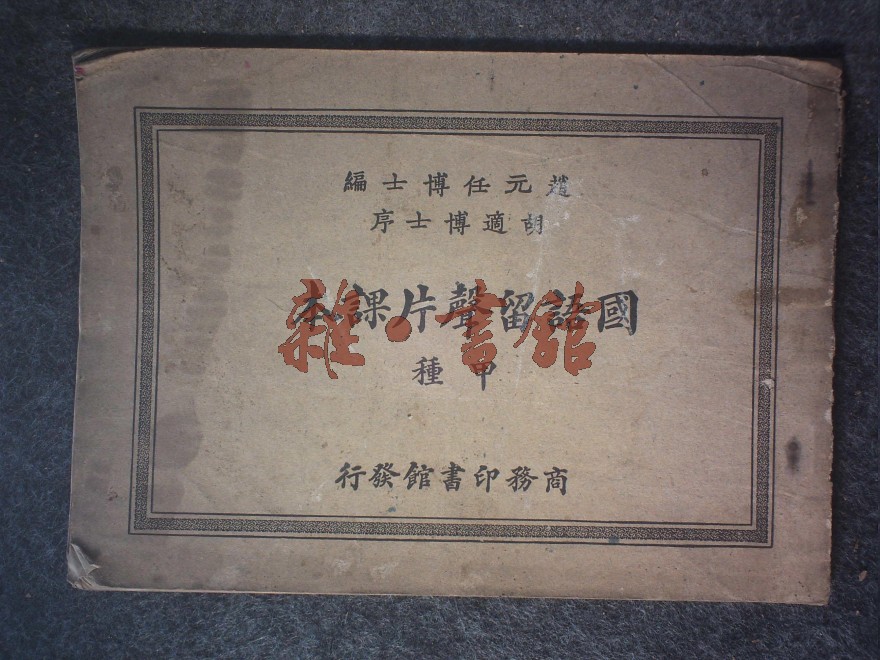 趙元任博士編
胡適博士序
國語留聲片課本
甲種
商務印書館發行
雜·書館